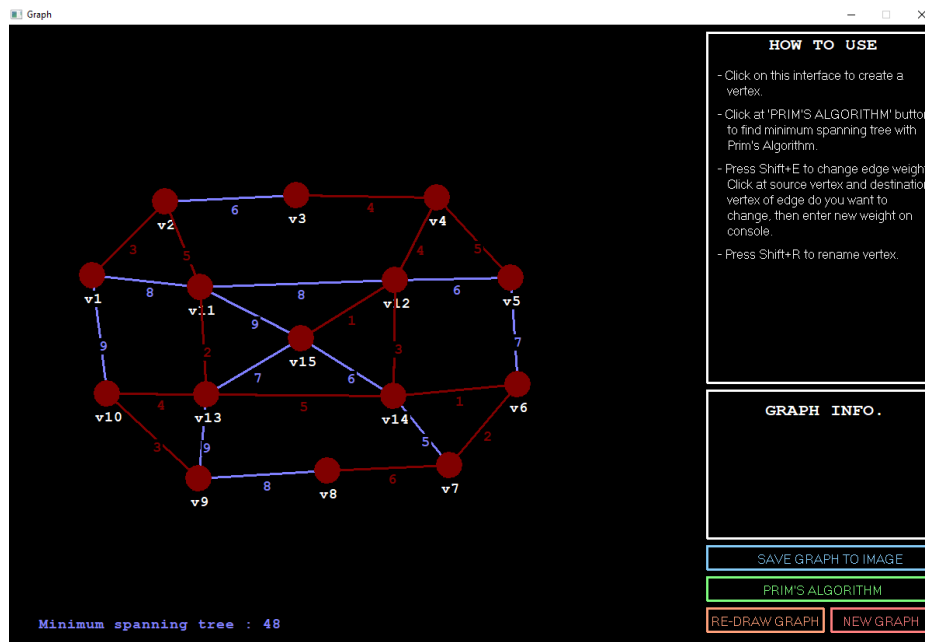 Graph
HOW TO USE
- Click on this interface to create a
vertex.
- Click at 'PRIM'S ALGORITHM' button
to find minimum spanning tree with
Prim's Algorithm.
- Press Shift+E to change edge weight
Click at source vertex and destination
vertex of edge do you want to
change, then enter new weight on
console.
- Press Shift+R to rename vertex.
GRAPH INFO.
SAVE GRAPH TO IMAGE
PRIM'S ALGORITHM
RE-DRAW GRAPH
NEW GRAPH
6
v3
4
v2
v4
3
5
4
5
v1
8
v11
8
v12
6
v5
9
1
9
2
v15
3
7
7
6
4
v13
5
v14
1
v6
v10
3
9
5
2
v9
8
v8
6
v7
Minimum spanning tree : 48